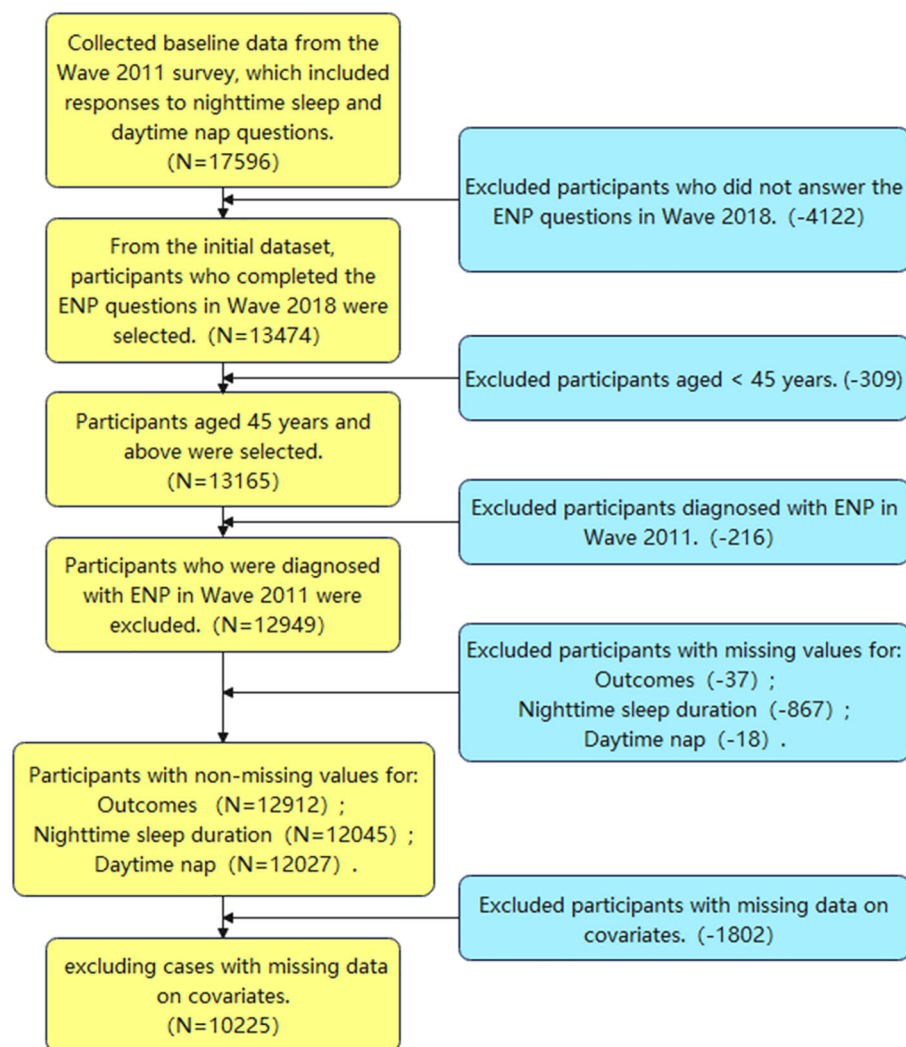 Collected baseline data from the
Wave 2011 survey, which included
responses to nighttime sleep and
daytime nap questions.
(N=17596)
Excluded participants who did not answer the
ENP questions in Wave 2018. (-4122)
From the initial dataset,
participants who completed the
ENP questions in Wave 2018 were
selected. (N=13474)
Excluded participants aged < 45 years. (-309)
Participants aged 45 years and
above were selected.
(N=13165)
Excluded participants diagnosed with ENP in
Wave 2011. (-216)
Participants who were diagnosed
with ENP in Wave 2011 were
excluded. (N=12949)
Excluded participants with missing values for:
Outcomes (-37) ;
Nighttime sleep duration (-867) ;
Daytime nap (-18) .
Participants with non-missing values for:
Outcomes (N=12912) ;
Nighttime sleep duration (N=12045) ;
Daytime nap (N=12027) .
Excluded participants with missing data on
covariates. (-1802)
excluding cases with missing data
on covariates.
(N=10225)